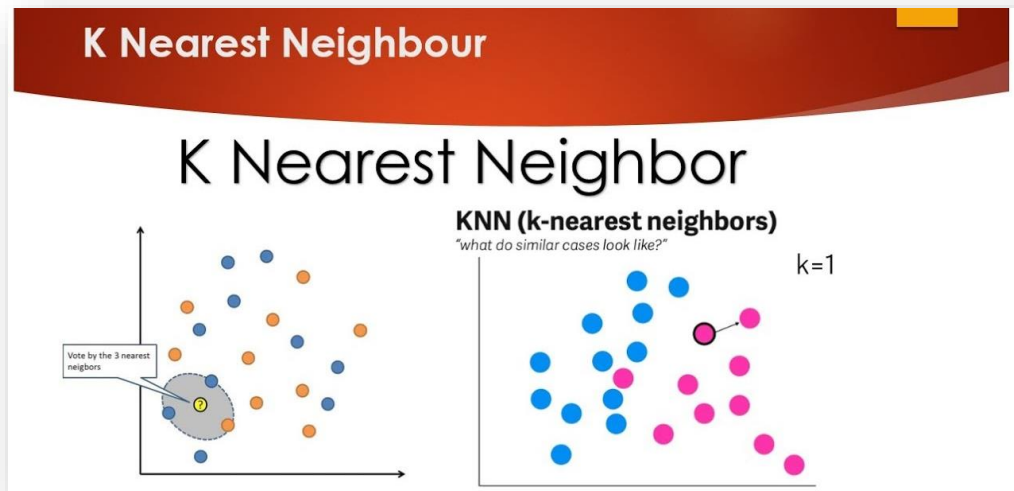 K Nearest Neighbour
K Nearest Neighbor
KNN (k-nearest neighbors)
"what do similar cases look like?"
k=1
Vote by the 3 nearest
neigbors
?